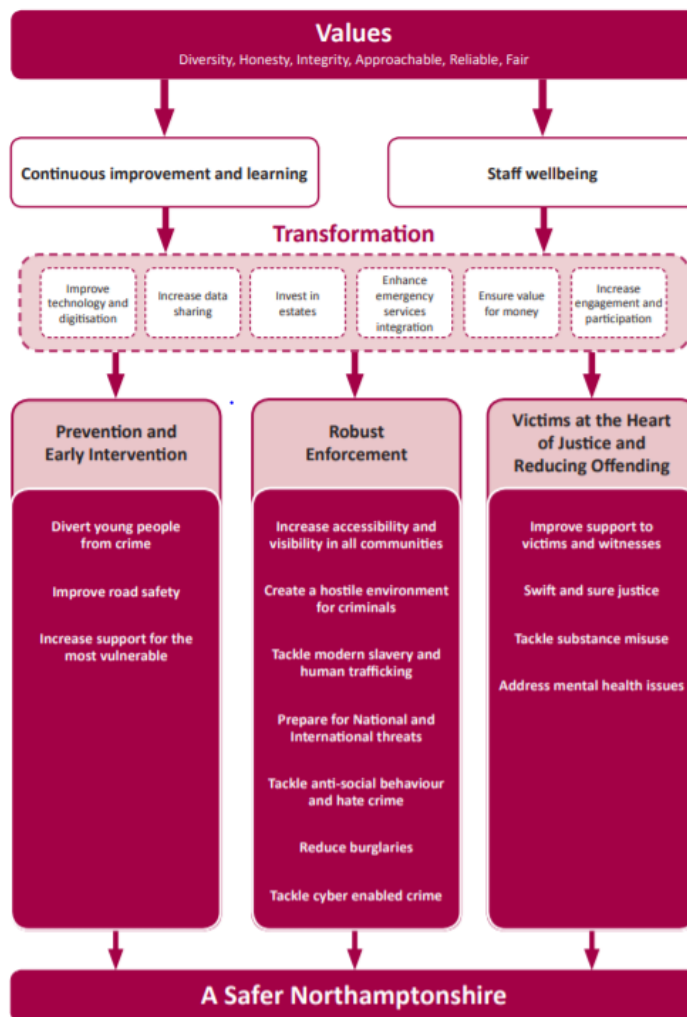 Values
Diversity, Honesty, Integrity, Approachable, Reliable, Fair
Continuous improvement and learning
Staff wellbeing
Transformation
Improve
technology and
digitisation
Increase data
sharing
Invest in
estates
Enhance
emergency
services
integration
Ensure value
for money
Increase
engagement and
participation
Prevention and
Early Intervention
Divert young people
from crime
Improve road safety
Increase support for the
most vulnerable
Robust
Enforcement
Increase accessibility and
visibility in all communities
Create a hostile environment
for criminals
Tackle modern slavery and
human trafficking
Prepare for National and
International threats
Tackle anti-social behaviour
and hate crime
Reduce burglaries
Tackle cyber enabled crime
Victims at the Heart
of Justice and
Reducing Offending
Improve support to
victims and witnesses
Swift and sure justice
Tackle substance misuse
Address mental health issues
A Safer Northamptonshire